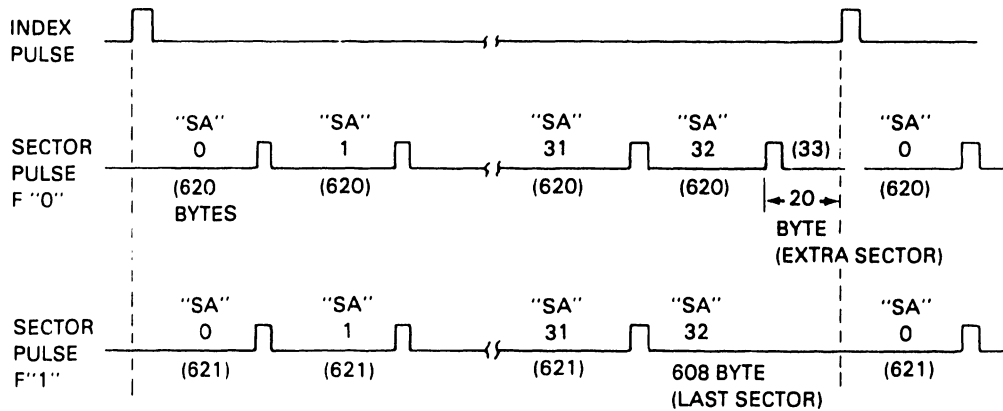 INDEX
PULSE
"SA" "SA" "SA" "SA" "SA"
SECTOR 0 1 31 32 (33) 0
PULSE
F "0" (620 (620) (620) (620) 20 (620)
BYTES BYTE
(EXTRA SECTOR)
"SA" "SA" "SA" "SA" "SA"
SECTOR 0 1 31 32 0
PULSE
F"1" (621) (621) (621) 608 BYTE (621)
(LAST SECTOR)